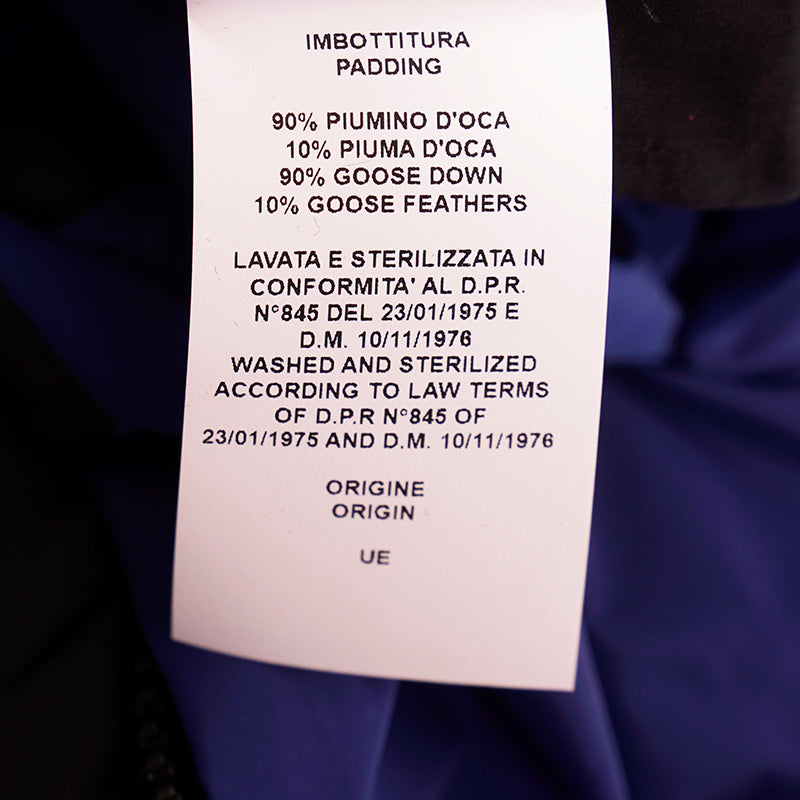 IMBOTTITURA
PADDING
90% PIUMINO D'OCA
10% PIUMA D'OCA
90% GOOSE DOWN
10% GOOSE FEATHERS
LAVATA E STERILIZZATA IN
CONFORMITA' AL D.P.R.
N°845 DEL 23/01/1975 E
D.M. 10/11/1976
WASHED AND STERILIZED
ACCORDING TO LAW TERMS
OF D.P.R N°845 OF
23/01/1975 AND D.M. 10/11/1976
ORIGINE
ORIGIN
UE